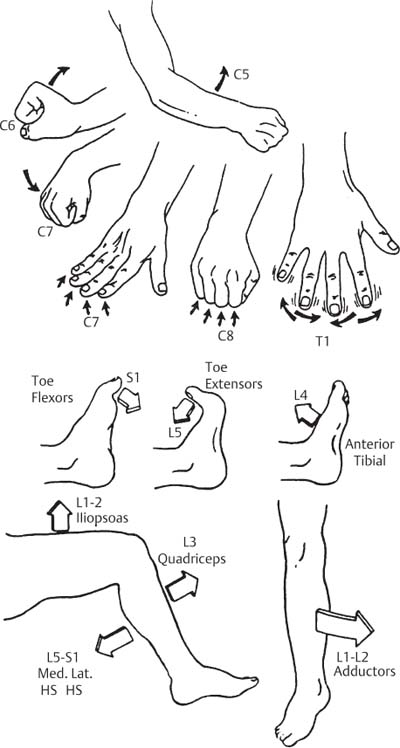 C5
C6
C7
C7
C8
T1
Toe
Flexors
S1
Toe
Extensors
L5
L4
Anterior
Tibial
L1-2
Iliopsoas
L3
Quadriceps
L5-S1
Med. Lat.
HS HS
L1-L2
Adductors